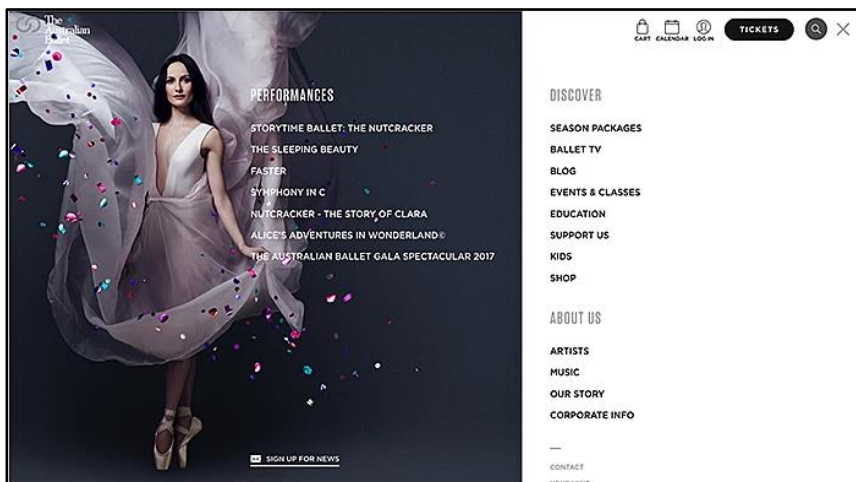 The
Australian
Ballet
CART
CALENDAR
LOG IN
TICKETS
PERFORMANCES
STORYTIME BALLET: THE NUTCRACKER
THE SLEEPING BEAUTY
FASTER
SYMPHONY IN C
NUTCRACKER - THE STORY OF CLARA
ALICE'S ADVENTURES IN WONDERLAND©
THE AUSTRALIAN BALLET GALA SPECTACULAR 2017
SIGN UP FOR NEWS
DISCOVER
SEASON PACKAGES
BALLET TV
BLOG
EVENTS & CLASSES
EDUCATION
SUPPORT US
KIDS
SHOP
ABOUT US
ARTISTS
MUSIC
OUR STORY
CORPORATE INFO
CONTACT